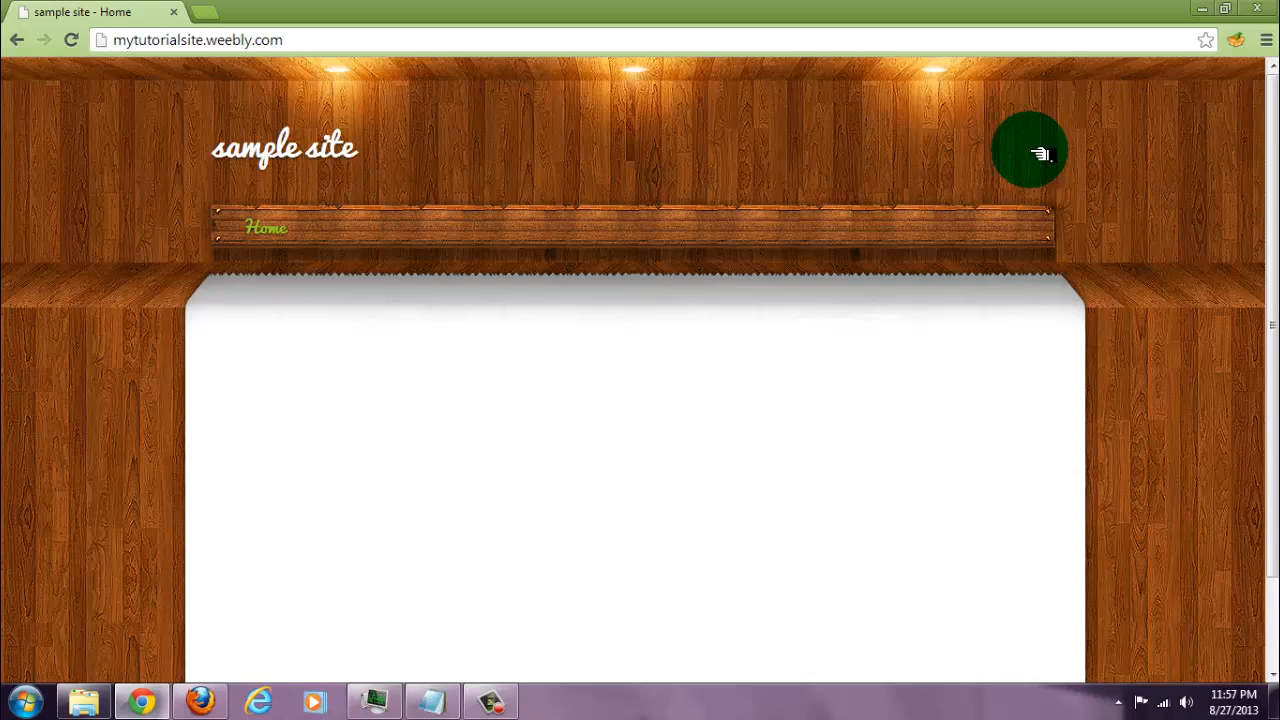 sample site - Home
mytutorialsite.weebly.com
sample site
Home
11:57 PM
8/27/2013